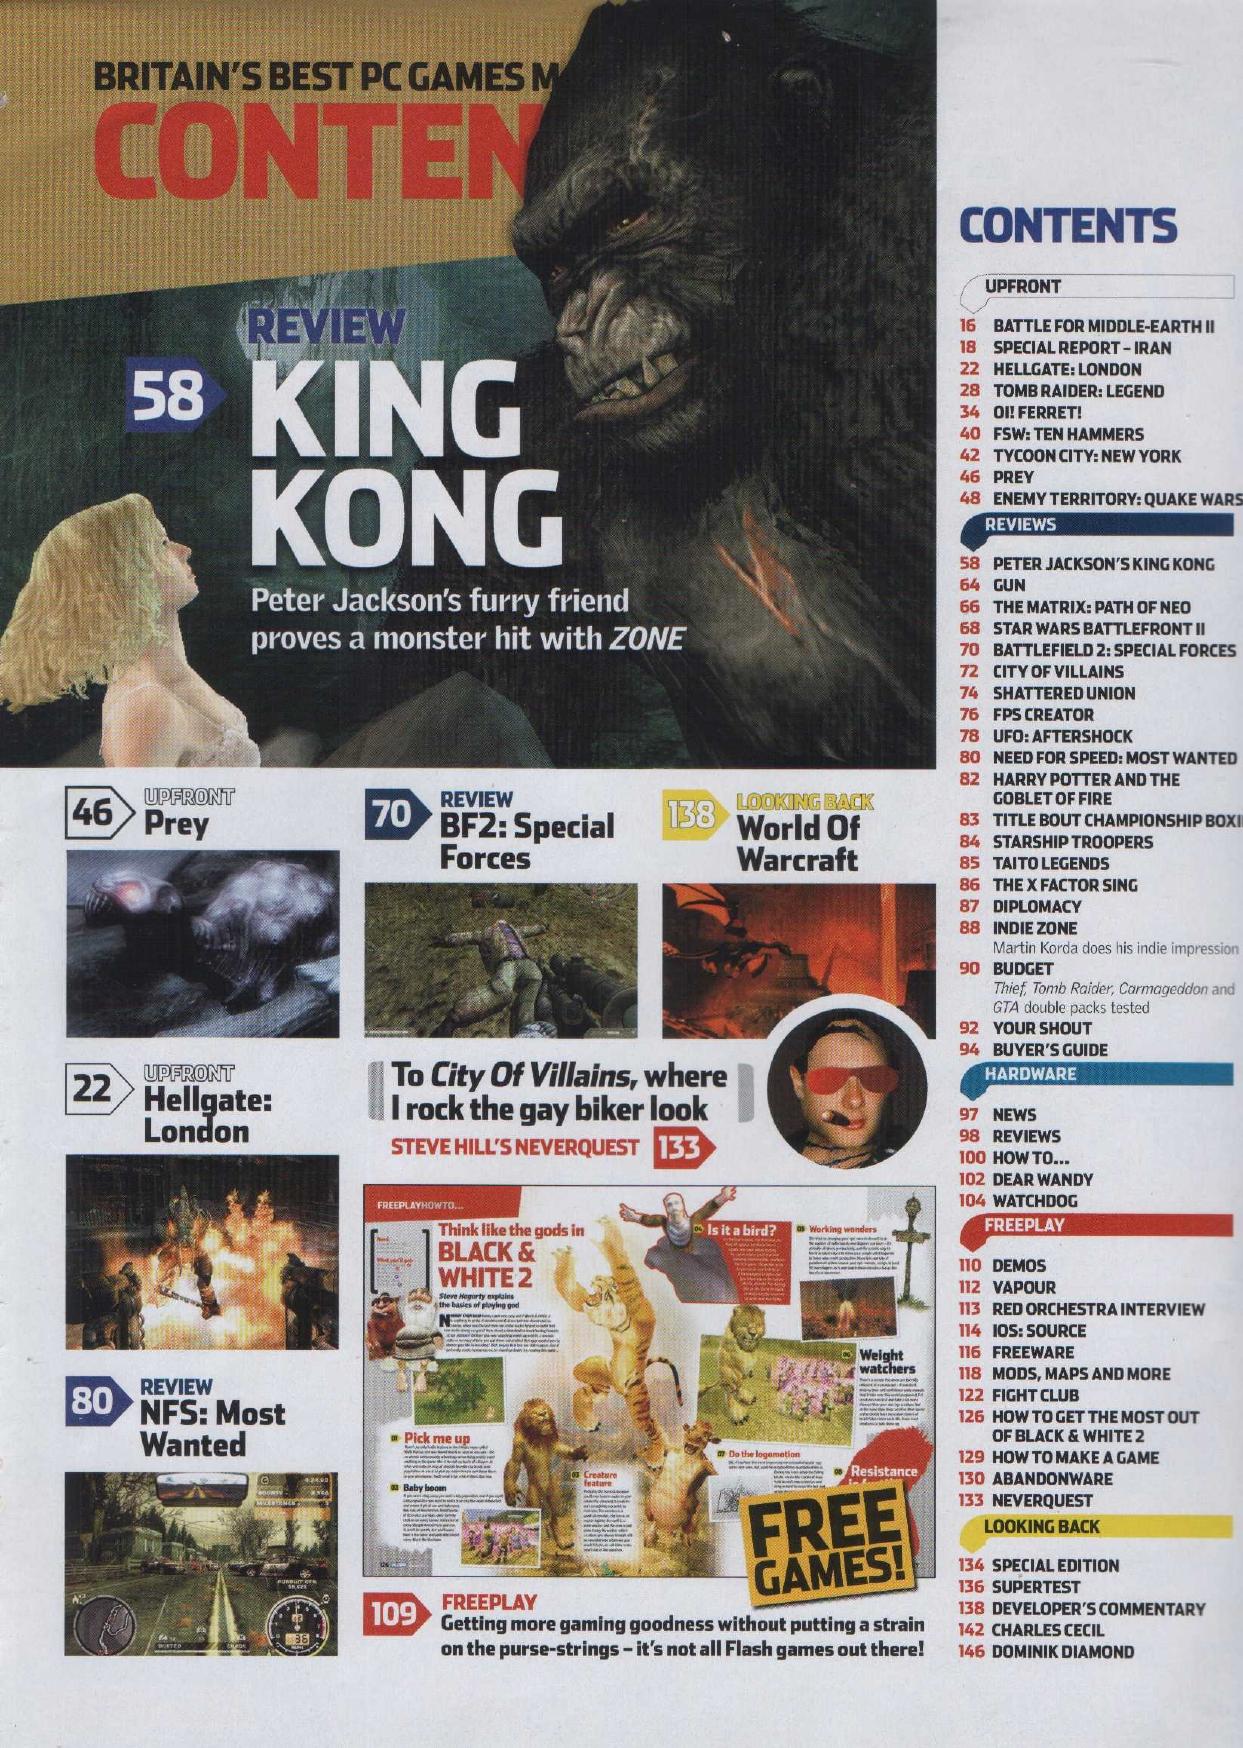 BRITAIN'S BEST PC GAMES M
CONTEN
REVIEW
58
KING
KONG
Peter Jackson's furry friend
proves a monster hit with ZONE
46
UPFRONT
Prey
70
REVIEW
BF2: Special
Forces
138
LOOKING BACK
World Of
Warcraft
22
UPFRONT
Hellgate:
London
To City Of Villains, where
I rock the gay biker look
STEVE HILL'S NEVERQUEST 133
80
REVIEW
NFS: Most
Wanted
FREEPLAYHOWTO...
Think like the gods in
BLACK &
WHITE 2
Steve Hogarty explains
the basics of playing god
Is it a bird?
Working wonders
Weight
watchers
Pick me up
Baby boom
Creature
feature
Do the logomotion
Resistance
FREE
GAMES!
109
FREEPLAY
Getting more gaming goodness without putting a strain
on the purse-strings – it's not all Flash games out there!
CONTENTS
UPFRONT
16 BATTLE FOR MIDDLE-EARTH II
18 SPECIAL REPORT – IRAN
22 HELLGATE: LONDON
28 TOMB RAIDER: LEGEND
34 OI! FERRET!
40 FSW: TEN HAMMERS
42 TYCOON CITY: NEW YORK
46 PREY
48 ENEMY TERRITORY: QUAKE WARS
REVIEWS
58 PETER JACKSON'S KING KONG
64 GUN
66 THE MATRIX: PATH OF NEO
68 STAR WARS BATTLEFRONT II
70 BATTLEFIELD 2: SPECIAL FORCES
72 CITY OF VILLAINS
74 SHATTERED UNION
76 FPS CREATOR
78 UFO: AFTERSHOCK
80 NEED FOR SPEED: MOST WANTED
82 HARRY POTTER AND THE
GOBLET OF FIRE
83 TITLE BOUT CHAMPIONSHIP BOXI
84 STARSHIP TROOPERS
85 TAITO LEGENDS
86 THE X FACTOR SING
87 DIPLOMACY
88 INDIE ZONE
Martin Korda does his indie impression
90 BUDGET
Thief, Tomb Raider, Carmageddon and
GTA double packs tested
92 YOUR SHOUT
94 BUYER'S GUIDE
HARDWARE
97 NEWS
98 REVIEWS
100 HOW TO...
102 DEAR WANDY
104 WATCHDOG
FREEPLAY
110 DEMOS
112 VAPOUR
113 RED ORCHESTRA INTERVIEW
114 IOS: SOURCE
116 FREEWARE
118 MODS, MAPS AND MORE
122 FIGHT CLUB
126 HOW TO GET THE MOST OUT
OF BLACK & WHITE 2
129 HOW TO MAKE A GAME
130 ABANDONWARE
133 NEVERQUEST
LOOKING BACK
134 SPECIAL EDITION
136 SUPERTEST
138 DEVELOPER'S COMMENTARY
142 CHARLES CECIL
146 DOMINIK DIAMOND